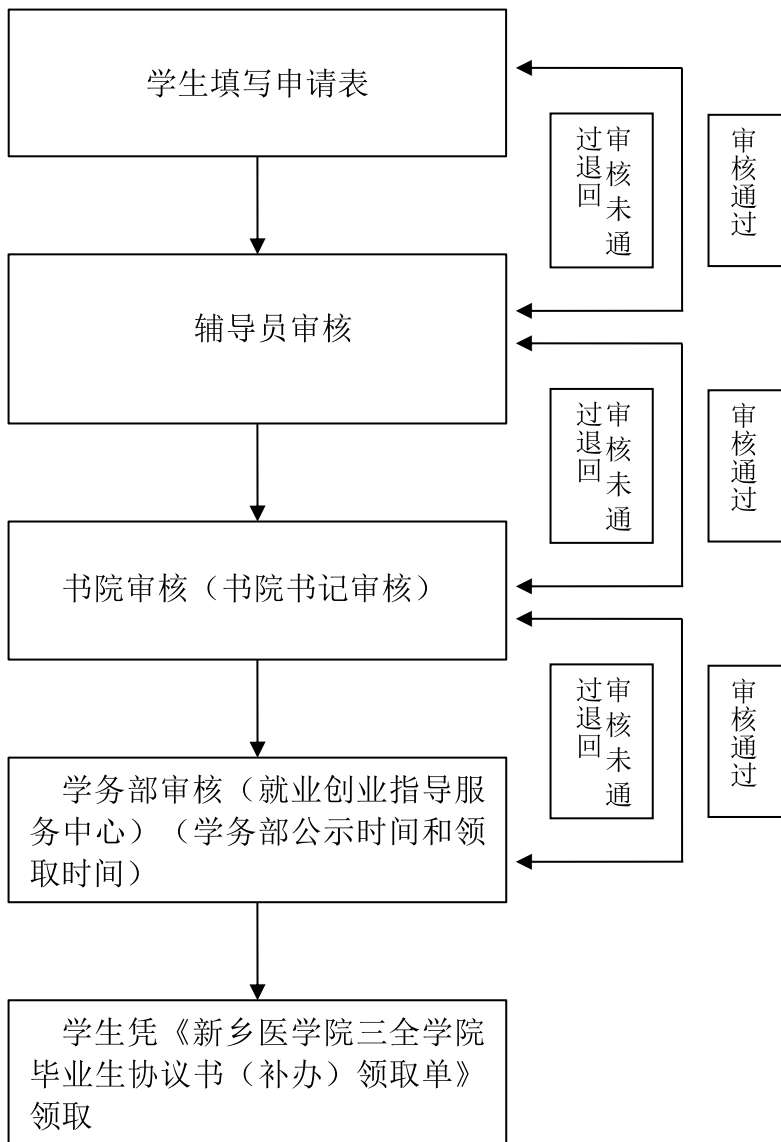 学生填写申请表
审核未通
过退回
审核通过
辅导员审核
审核未通
过退回
审核通过
书院审核（书院书记审核）
审核未通
过退回
审核通过
学务部审核（就业创业指导服
务中心）（学务部公示时间和领
取时间）
学生凭《新乡医学院三全学院
毕业生协议书（补办）领取单》
领取